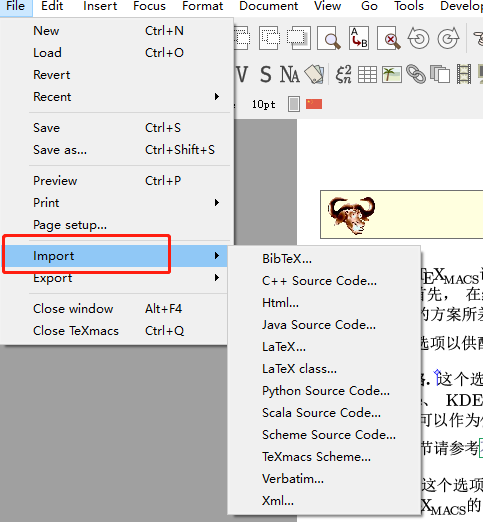 File Edit Insert Focus Format Document View Go Tools Develop
New Ctrl+N
Load Ctrl+O
Revert
Recent
Save Ctrl+S
Save as... Ctrl+Shift+S
Preview Ctrl+P
Print
Page setup...
Import
Export
Close window Alt+F4
Close TeXmacs Ctrl+Q
BibTeX...
C++ Source Code...
Html...
Java Source Code...
LaTeX...
LaTeX class...
Python Source Code...
Scala Source Code...
Scheme Source Code...
TeXmacs Scheme...
Verbatim...
Xml...
V S NA
10pt
EXMACS
首先， 在
的方案所
选项以供
格. 这个选
、 KDE
可以作为
节请参考
这个选项
XMACS的